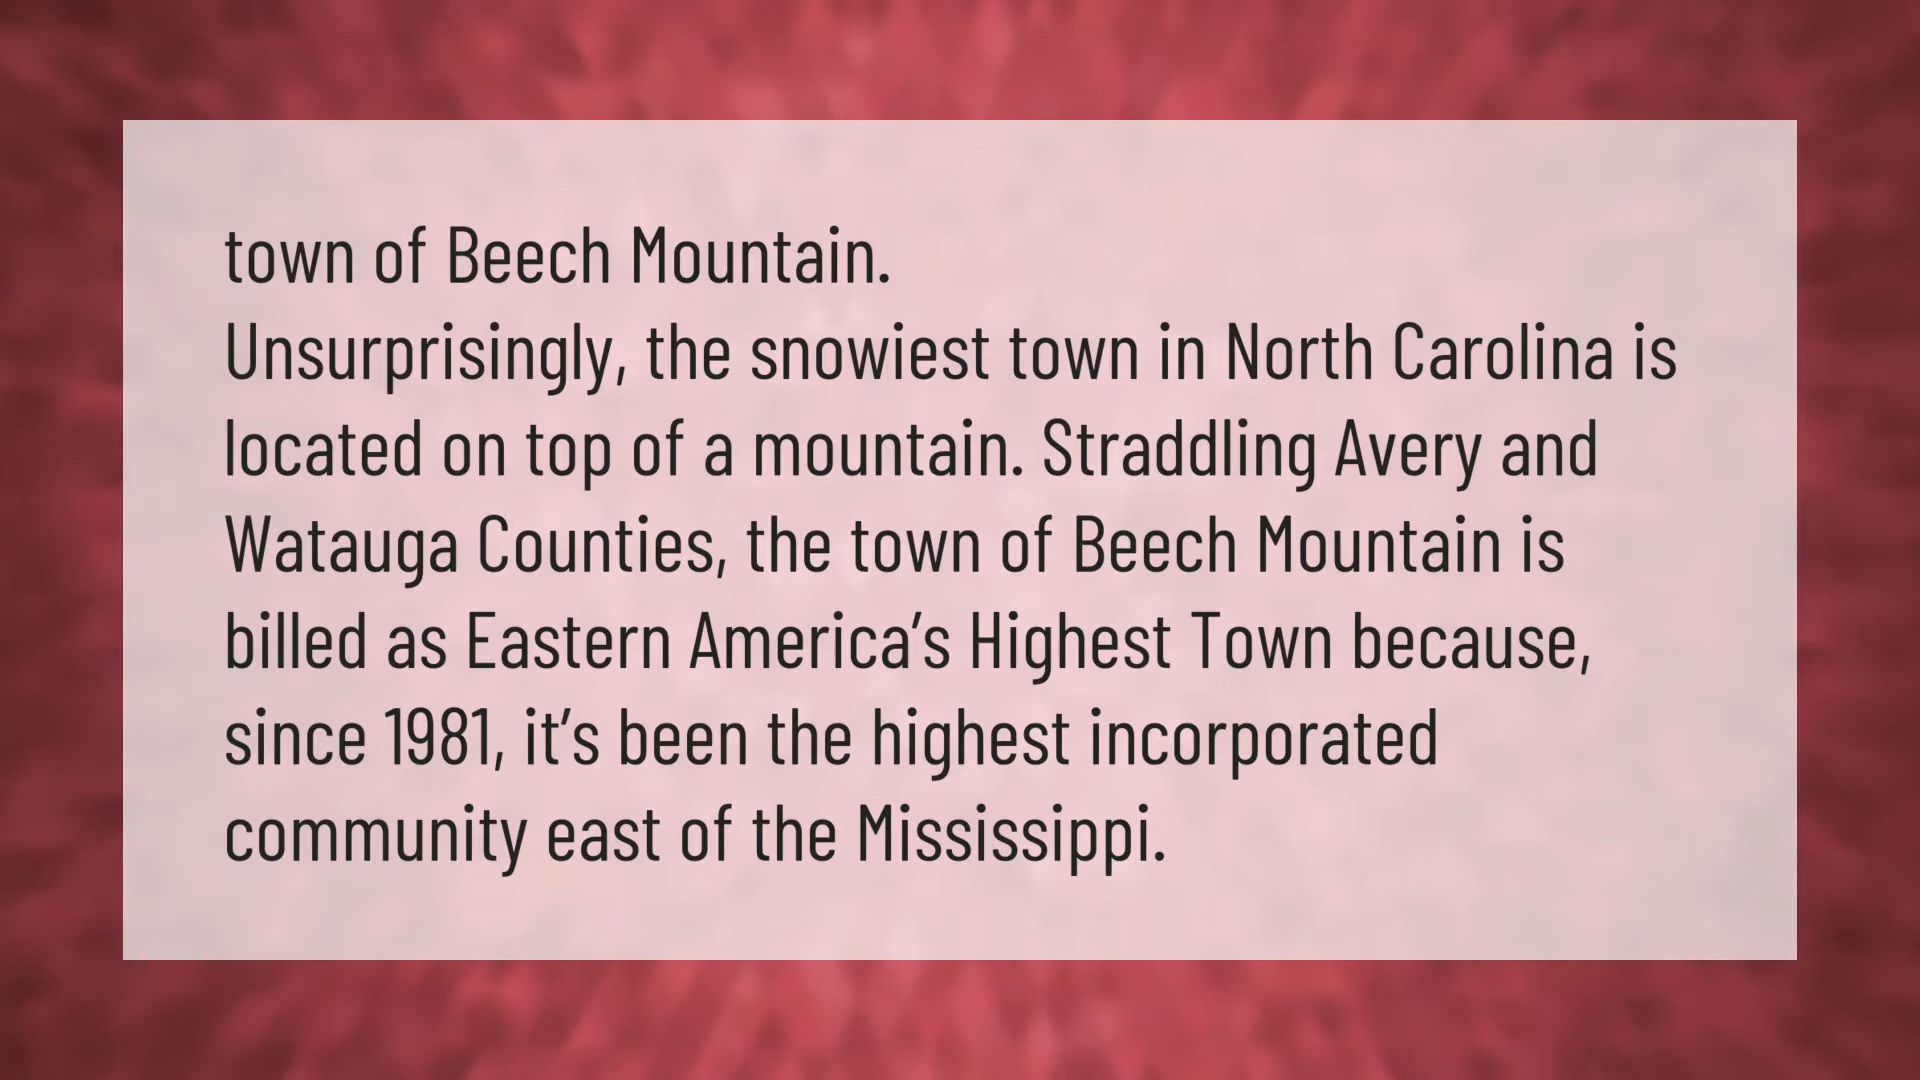 town of Beech Mountain.
Unsurprisingly, the snowiest town in North Carolina is
located on top of a mountain. Straddling Avery and
Watauga Counties, the town of Beech Mountain is
billed as Eastern America’s Highest Town because,
since 1981, it’s been the highest incorporated
community east of the Mississippi.